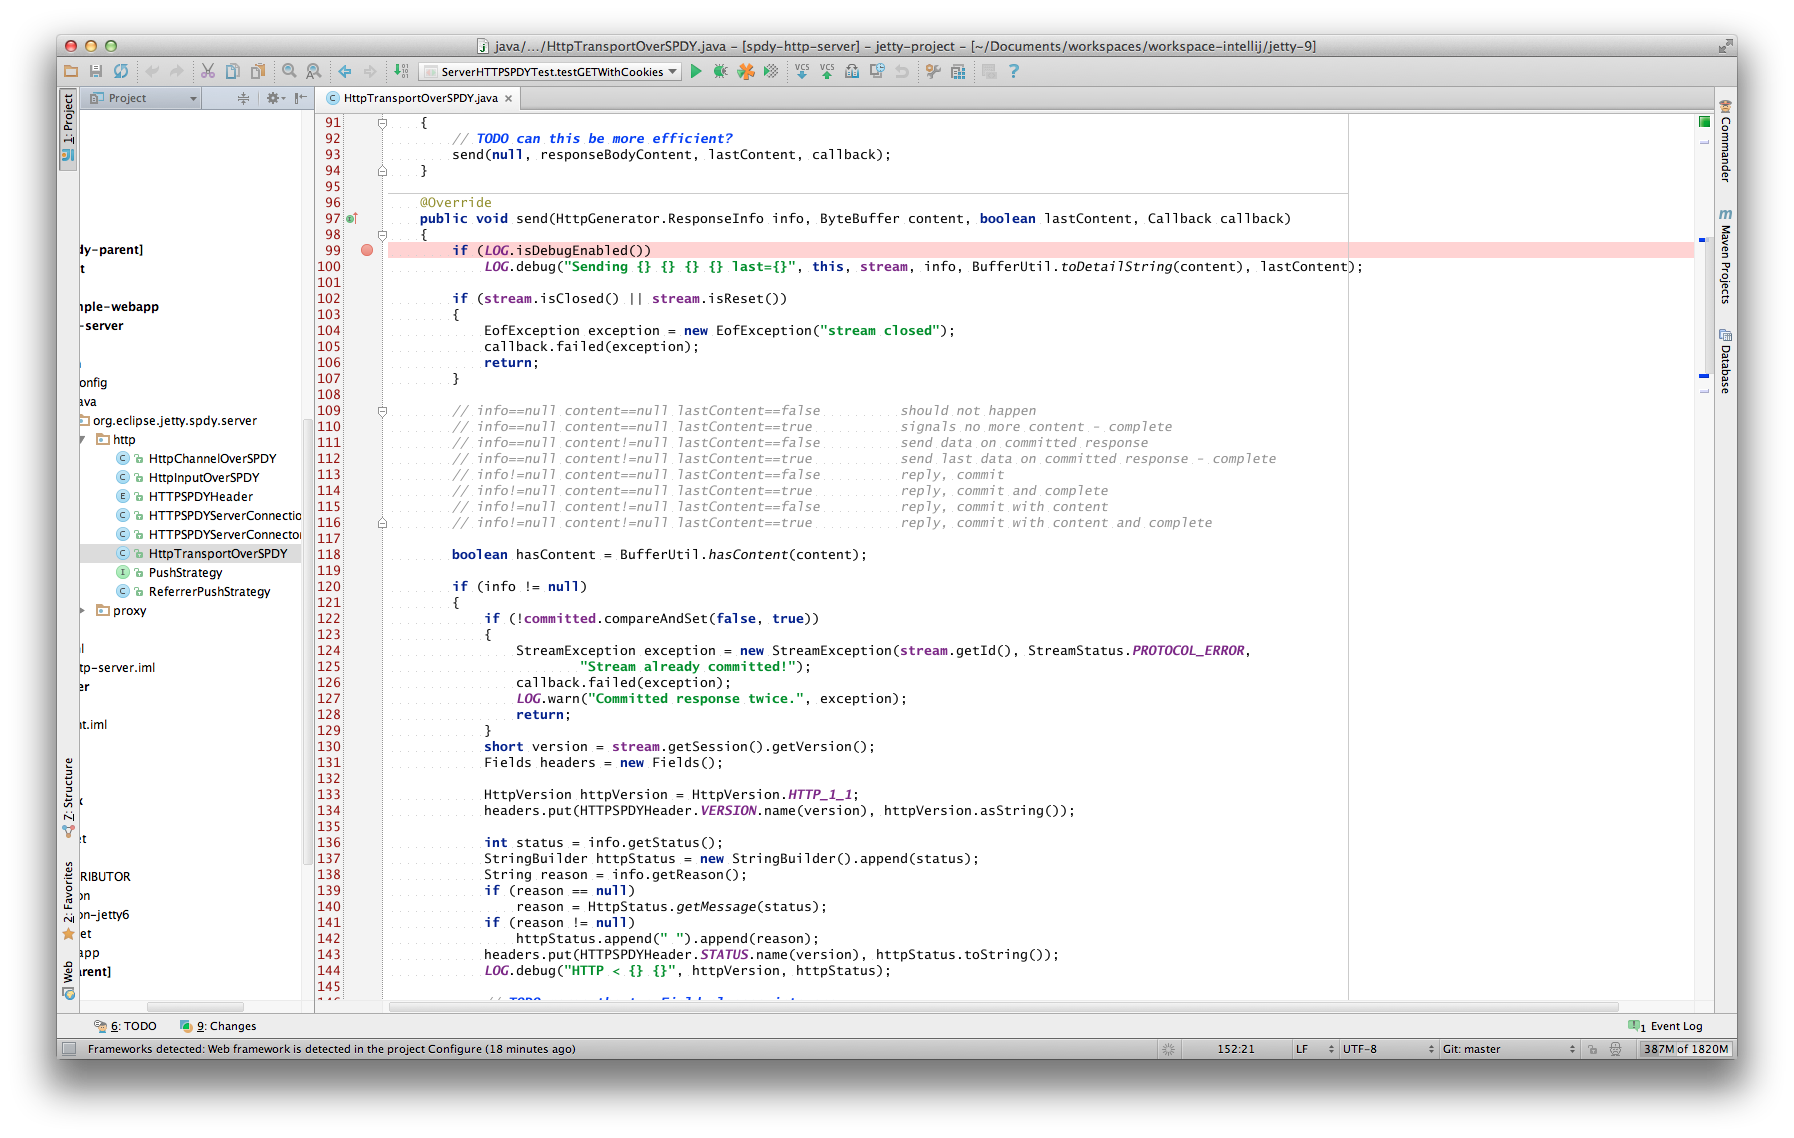 java/.../HttpTransportOverSPDY.java – [spdy-http-server] – jetty-project – [~/Documents/workspaces/workspace-intellij/jetty-9]
ServerHTTPSPDYTest.testGETWithCookies
VCS VCS
Project
HttpTransportOverSPDY.java
1: Project
Z: Structure
2: Favorites
Web
dy-parent]
ple-webapp
-server
onfig
ava
org.eclipse.jetty.spdy.server
http
HttpChannelOverSPDY
HttpInputOverSPDY
HTTPSPDYHeader
HTTPSPDYServerConnectio
HTTPSPDYServerConnector
HttpTransportOverSPDY
PushStrategy
ReferrerPushStrategy
proxy
tp-server.iml
er
nt.iml
et
RIBUTOR
on
on-jetty6
et
app
arent]
91 {
92 // TODO can this be more efficient?
93 send(null, responseBodyContent, lastContent, callback);
94 }
95
96 @Override
97 public void send(HttpGenerator.ResponseInfo info, ByteBuffer content, boolean lastContent, Callback callback)
98 {
99 if (LOG.isDebugEnabled())
100 LOG.debug("Sending {} {} {} {} last={}", this, stream, info, BufferUtil.toDetailString(content), lastContent);
101
102 if (stream.isClosed() || stream.isReset())
103 {
104 EofException exception = new EofException("stream closed");
105 callback.failed(exception);
106 return;
107 }
108
109 // info==null content==null lastContent==false should not happen
110 // info==null content==null lastContent==true signals no more content - complete
111 // info==null content!=null lastContent==false send data on committed response
112 // info==null content!=null lastContent==true send last data on committed response - complete
113 // info!=null content==null lastContent==false reply, commit
114 // info!=null content==null lastContent==true reply, commit and complete
115 // info!=null content!=null lastContent==false reply, commit with content
116 // info!=null content!=null lastContent==true reply, commit with content and complete
117
118 boolean hasContent = BufferUtil.hasContent(content);
119
120 if (info != null)
121 {
122 if (!committed.compareAndSet(false, true))
123 {
124 StreamException exception = new StreamException(stream.getId(), StreamStatus.PROTOCOL_ERROR,
125 "Stream already committed!");
126 callback.failed(exception);
127 LOG.warn("Committed response twice.", exception);
128 return;
129 }
130 short version = stream.getSession().getVersion();
131 Fields headers = new Fields();
132
133 HttpVersion httpVersion = HttpVersion.HTTP_1_1;
134 headers.put(HTTPSPDYHeader.VERSION.name(version), httpVersion.asString());
135
136 int status = info.getStatus();
137 StringBuilder httpStatus = new StringBuilder().append(status);
138 String reason = info.getReason();
139 if (reason == null)
140 reason = HttpStatus.getMessage(status);
141 if (reason != null)
142 httpStatus.append(" ").append(reason);
143 headers.put(HTTPSPDYHeader.STATUS.name(version), httpStatus.toString());
144 LOG.debug("HTTP < {} {}", httpVersion, httpStatus);
145
Commander
Maven Projects
Database
6: TODO
9: Changes
1 Event Log
Frameworks detected: Web framework is detected in the project Configure (18 minutes ago)
152:21
LF
UTF-8
Git: master
387M of 1820M